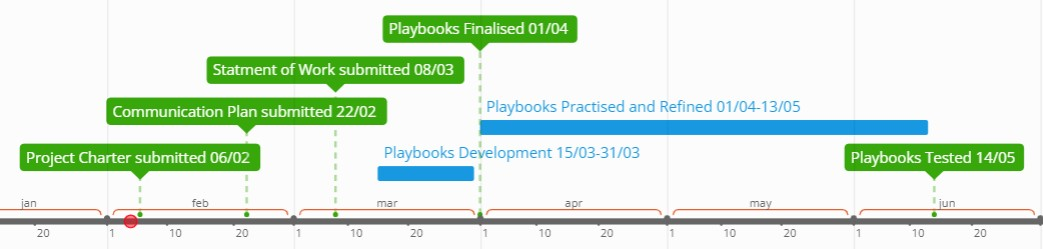 Playbooks Finalised 01/04
Statment of Work submitted 08/03
Communication Plan submitted 22/02
Playbooks Practised and Refined 01/04-13/05
Project Charter submitted 06/02
Playbooks Development 15/03-31/03
Playbooks Tested 14/05
jan feb mar apr may jun
20 1 10 20 1 10 20 1 10 20 1 10 20 1 10 20